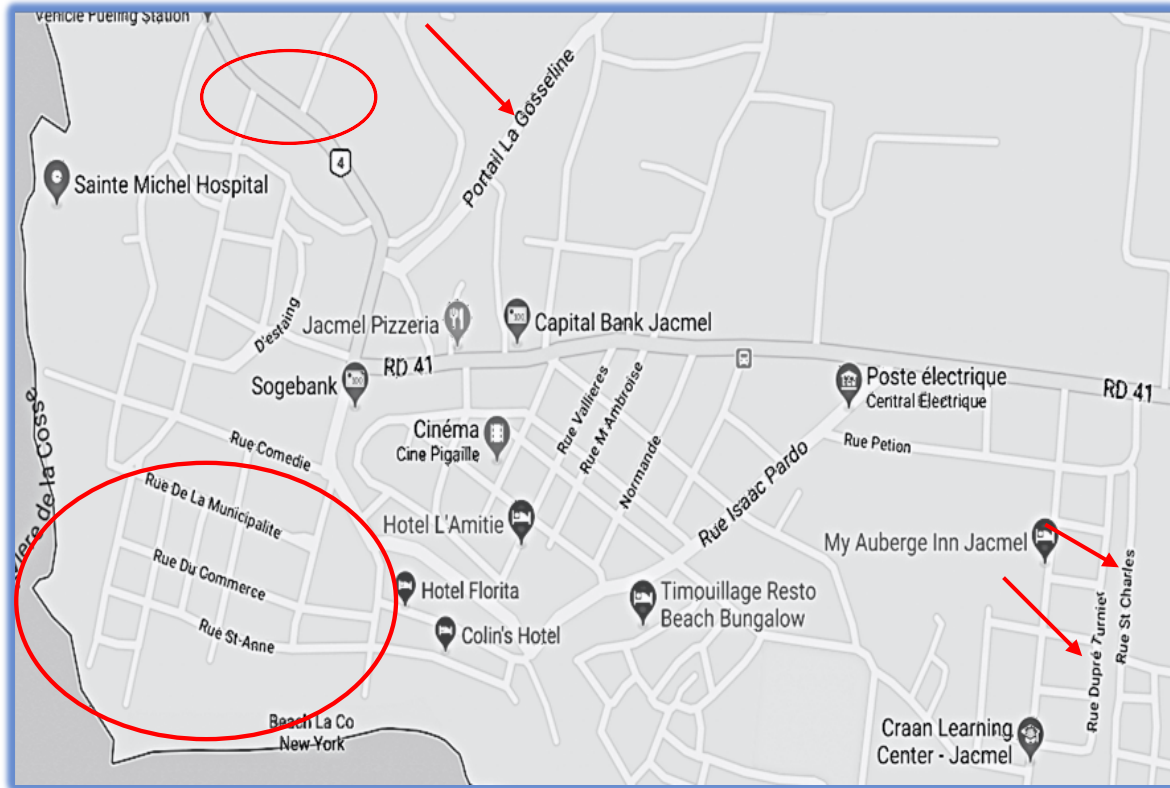 Vehicle Fueling Station
Portail La Gosseline
4
Sainte Michel Hospital
D'estaing
Jacmel Pizzeria
Capital Bank Jacmel
RD 41
Sogebank
Poste électrique
Central Électrique
RD 41
Cinéma
Cine Pigaille
Rue Vallieres
Rue M Ambroise
Normande
Rue Comedie
Rue Petion
Rue De La Municipalite
Hotel L'Amitie
Rue Isaac Pardo
My Auberge Inn Jacmel
de la Cosse
Rue Du Commerce
Hotel Florita
Timouillage Resto
Beach Bungalow
Rue St Charles
Rue St-Anne
Colin's Hotel
Rue Dupré Turnier
Beach La Co
New York
Craan Learning
Center - Jacmel